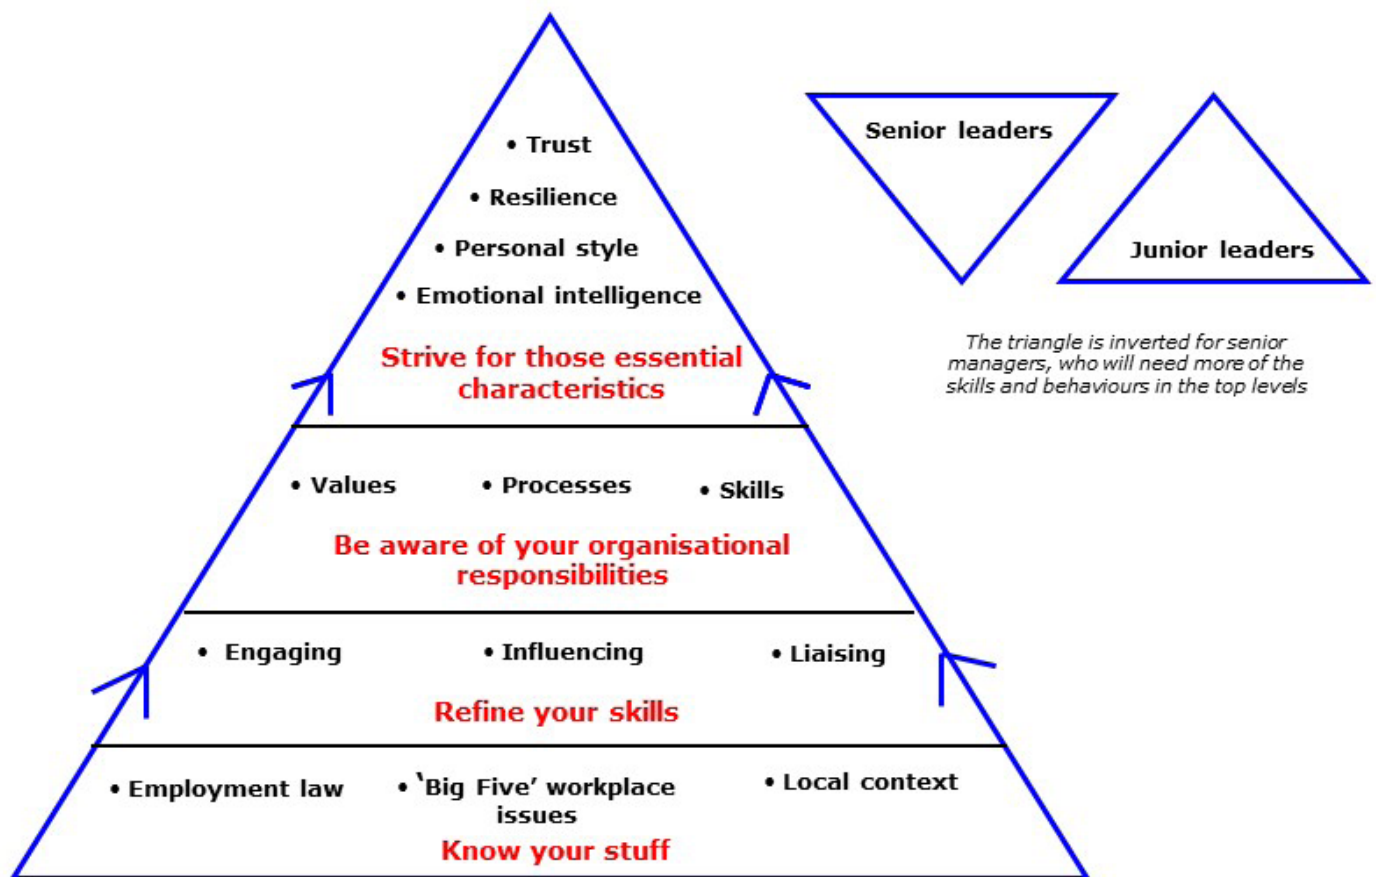 • Trust
• Resilience
• Personal style
• Emotional intelligence
Strive for those essential
characteristics
• Values • Processes • Skills
Be aware of your organisational
responsibilities
• Engaging • Influencing • Liaising
Refine your skills
• Employment law • ‘Big Five’ workplace • Local context
issues
Know your stuff
Senior leaders
Junior leaders
The triangle is inverted for senior
managers, who will need more of the
skills and behaviours in the top levels